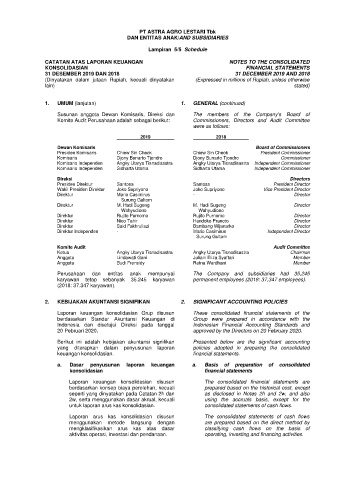 PT ASTRA AGRO LESTARI Tbk
DAN ENTITAS ANAK/AND SUBSIDIARIES
Lampiran 5/5 Schedule
CATATAN ATAS LAPORAN KEUANGAN
KONSOLIDASIAN
31 DESEMBER 2019 DAN 2018
(Dinyatakan dalam jutaan Rupiah, kecuali dinyatakan
lain)
NOTES TO THE CONSOLIDATED
FINANCIAL STATEMENTS
31 DECEMBER 2019 AND 2018
(Expressed in millions of Rupiah, unless otherwise
stated)
1. UMUM (lanjutan)
1. GENERAL (continued)
Susunan anggota Dewan Komisaris, Direksi dan
Komite Audit Perusahaan adalah sebagai berikut:
The members of the Company's Board of
Commissioners, Directors and Audit Committee
were as follows:
2019 2018
Dewan Komisaris Board of Commissioners
Presiden Komisaris Chiew Sin Cheok Chiew Sin Cheok President Commissioner
Komisaris Djony Bunarto Tjondro Djony Bunarto Tjondro Commissioner
Komisaris Independen Angky Utarya Tisnadisastra Angky Utarya Tisnadisastra Independent Commissioner
Komisaris Independen Sidharta Utama Sidharta Utama Independent Commissioner
Direksi Directors
Presiden Direktur Santosa Santosa President Director
Wakil Presiden Direktur Joko Supriyono Joko Supriyono Vice President Director
Direktur Mario Casimirus
Surung Gultom
- Director
Direktur M. Hadi Sugeng
Wahyudiono
M. Hadi Sugeng
Wahyudiono
Director
Direktur Rujito Purnomo Rujito Purnomo Director
Direktur Nico Tahir Handoko Pranoto Director
Direktur Said Fakhrullazi Bambang Wijanarko Director
Direktur Independen - Mario Casimirus
Surung Gultom
Independent Director
Komite Audit Audit Committee
Ketua Angky Utarya Tisnadisastra Angky Utarya Tisnadisastra Chairman
Anggota Lindawati Gani Juliani Eliza Syaftari Member
Anggota Budi Frensidy Ratna Wardhani Member
Perusahaan dan entitas anak mempunyai
karyawan tetap sebanyak 35.245 karyawan
(2018: 37.347 karyawan).
The Company and subsidiaries had 35,245
permanent employees (2018: 37,347 employees).
2. KEBIJAKAN AKUNTANSI SIGNIFIKAN
2. SIGNIFICANT ACCOUNTING POLICIES
Laporan keuangan konsolidasian Grup disusun
berdasarkan Standar Akuntansi Keuangan di
Indonesia dan disetujui Direksi pada tanggal
20 Februari 2020.
These consolidated financial statements of the
Group were prepared in accordance with the
Indonesian Financial Accounting Standards and
approved by the Directors on 20 February 2020.
Berikut ini adalah kebijakan akuntansi signifikan
yang diterapkan dalam penyusunan laporan
keuangan konsolidasian.
Presented below are the significant accounting
policies adopted in preparing the consolidated
financial statements.
a. Dasar penyusunan laporan keuangan
konsolidasian
a. Basis of preparation of consolidated
financial statements
Laporan keuangan konsolidasian disusun
berdasarkan konsep biaya perolehan, kecuali
seperti yang dinyatakan pada Catatan 2h dan
2w, serta menggunakan dasar akrual, kecuali
untuk laporan arus kas konsolidasian.
The consolidated financial statements are
prepared based on the historical cost, except
as disclosed in Notes 2h and 2w, and also
using the accruals basis, except for the
consolidated statements of cash flows.
Laporan arus kas konsolidasian disusun
menggunakan metode langsung dengan
mengklasifikasikan arus kas atas dasar
aktivitas operasi, investasi dan pendanaan.
The consolidated statements of cash flows
are prepared based on the direct method by
classifying cash flows on the basis of
operating, investing and financing activities.